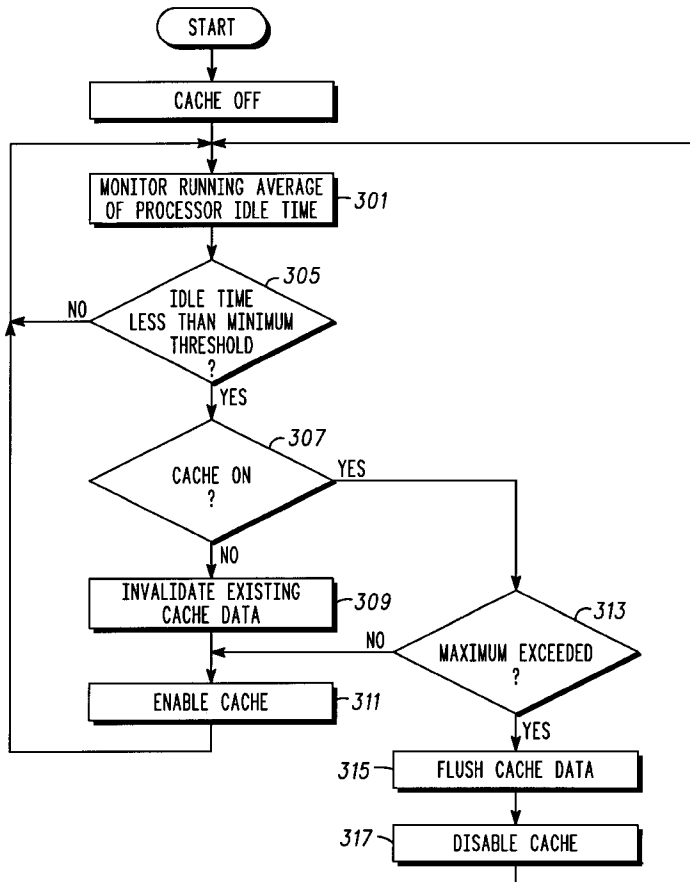 START
CACHE OFF
MONITOR RUNNING AVERAGE
OF PROCESSOR IDLE TIME
301
305
IDLE TIME
LESS THAN MINIMUM
THRESHOLD
?
NO
YES
307
CACHE ON
?
YES
NO
INVALIDATE EXISTING
CACHE DATA
309
313
MAXIMUM EXCEEDED
?
NO
YES
ENABLE CACHE
311
315
FLUSH CACHE DATA
317
DISABLE CACHE